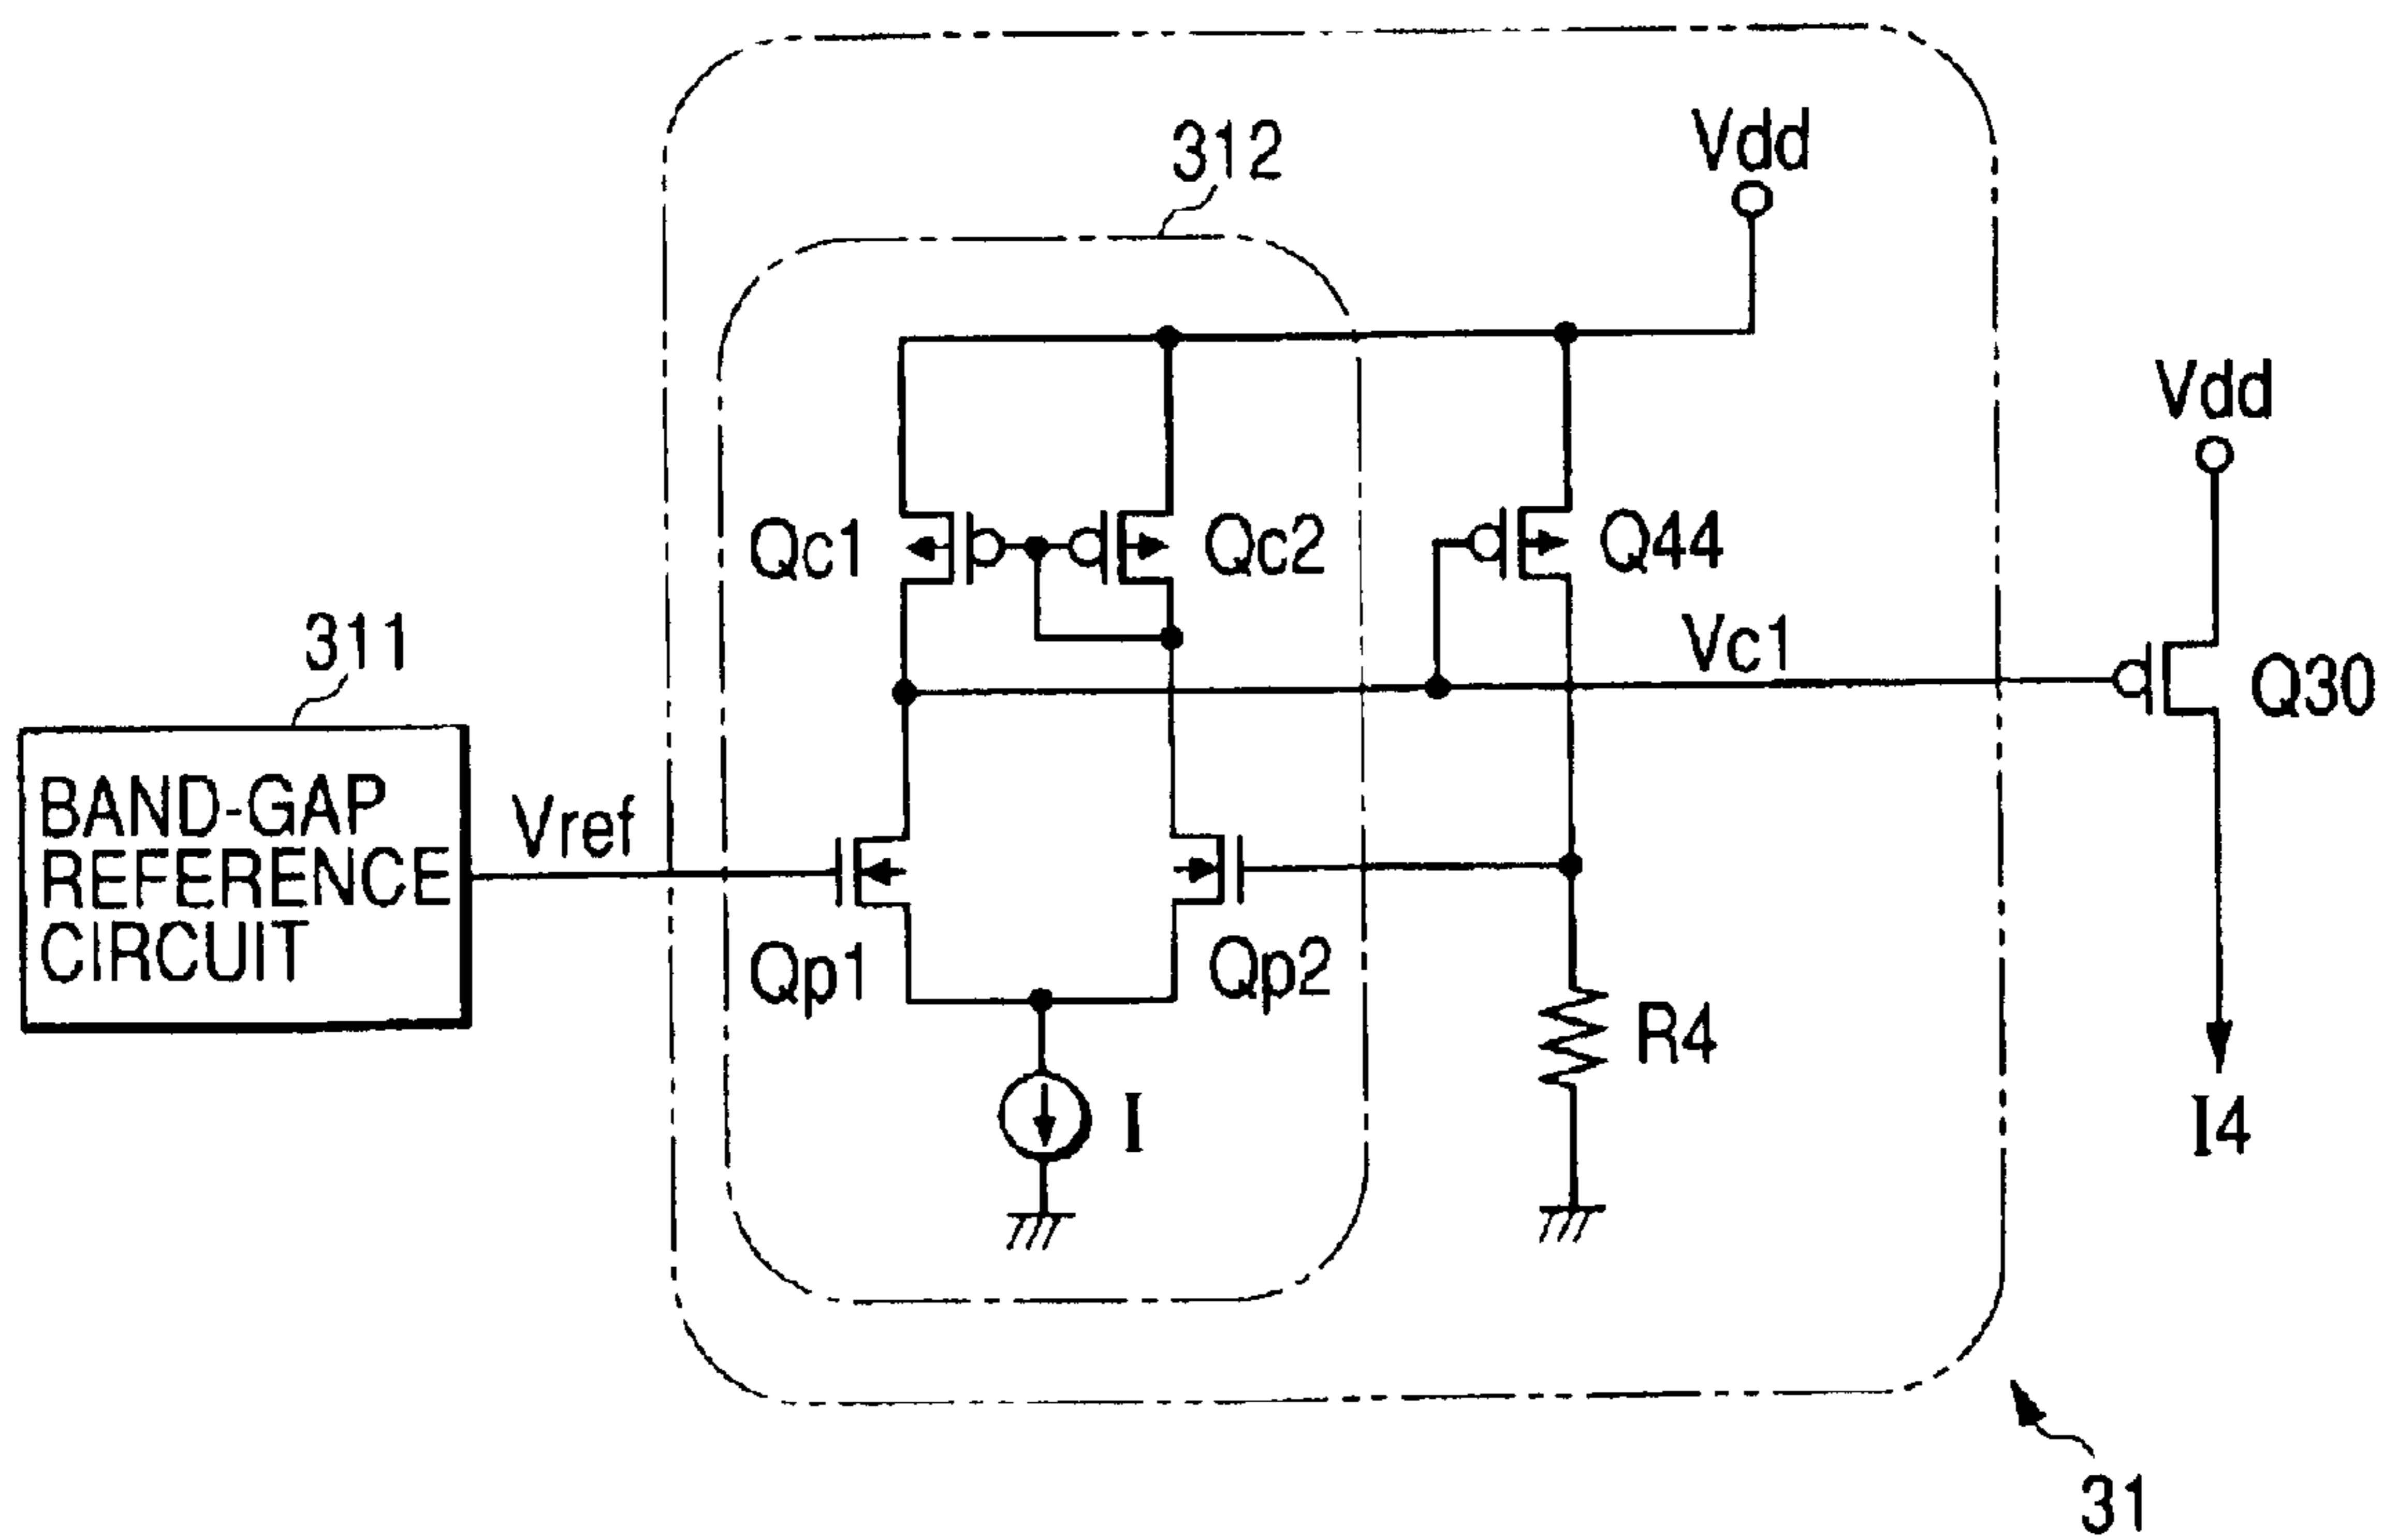 312
Vdd
Vdd
Qc1
Qc2
Q44
311
Vc1
Q30
BAND-GAP
REFERENCE
CIRCUIT
Vref
Qp1
Qp2
R4
I
I4
31